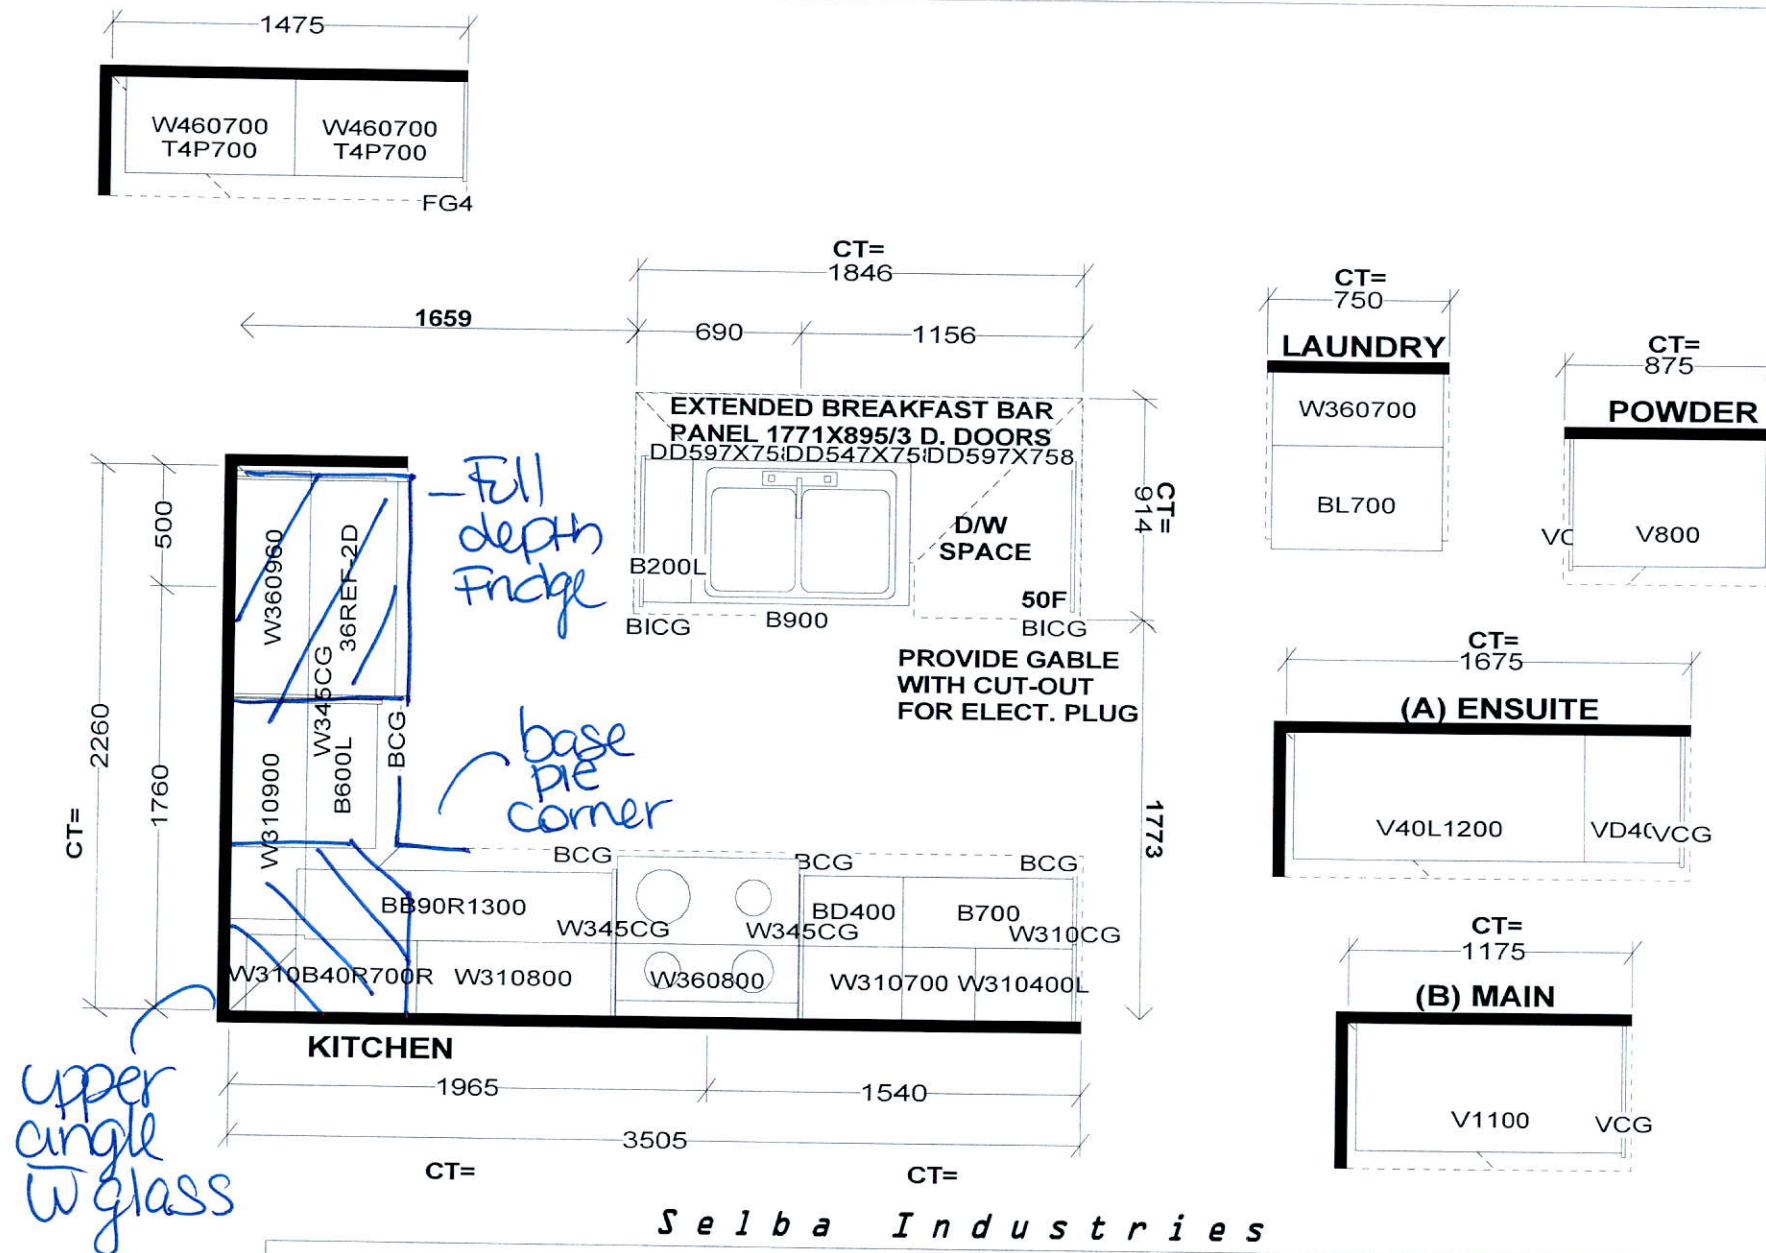 1475
W460700 W460700
T4P700 T4P700
FG4
CT=
1846
1659
690
1156
EXTENDED BREAKFAST BAR
PANEL 1771X895/3 D. DOORS
DD597X758 DD547X758 DD597X758
CT=
914
D/W
SPACE
B200L
50F
BICG
B900
BICG
PROVIDE GABLE
WITH CUT-OUT
FOR ELECT. PLUG
1773
CT=
750
LAUNDRY
W360700
BL700
CT=
875
POWDER
V800
CT=
1675
(A) ENSUITE
V40L1200
VCG
CT=
1175
(B) MAIN
V1100
VCG
500
2260
1760
CT=
W360960
36REF-2D
W345CG
W310900
B600L
BCG
Full
depth
Fridge
base
pie
corner
BCG
BCG
BCG
BB90R1300
W345CG
W345CG
BD400
B700
W310CG
W310B40R700R
W310800
W360800
W310700
W310400L
KITCHEN
1965
1540
3505
CT=
CT=
upper
angle
w̅ glass
Selba Industries